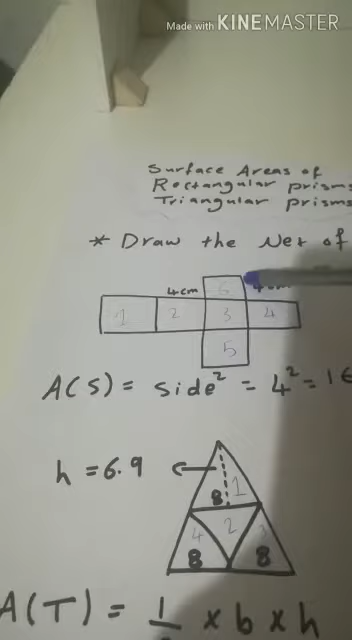 Made with KINEMASTER
Surface Areas of
Rectangular prisms
Triangular prisms
* Draw the Net of
4cm 6
1 2 3 4
5
A(S) = side² = 4² = 16
h = 6.9
8 1
4 2 3
8 8
A(T) = 1 x b x h